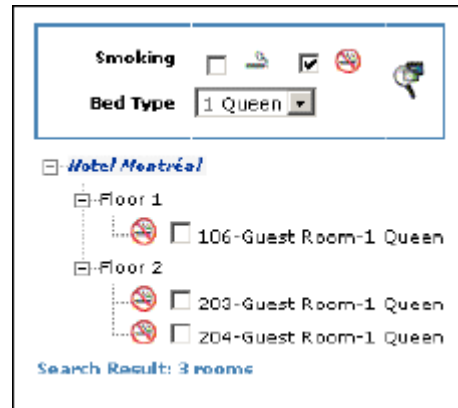 Smoking
Bed Type 1 Queen
Hotel Montréal
Floor 1
106-Guest Room-1 Queen
Floor 2
203-Guest Room-1 Queen
204-Guest Room-1 Queen
Search Result: 3 rooms